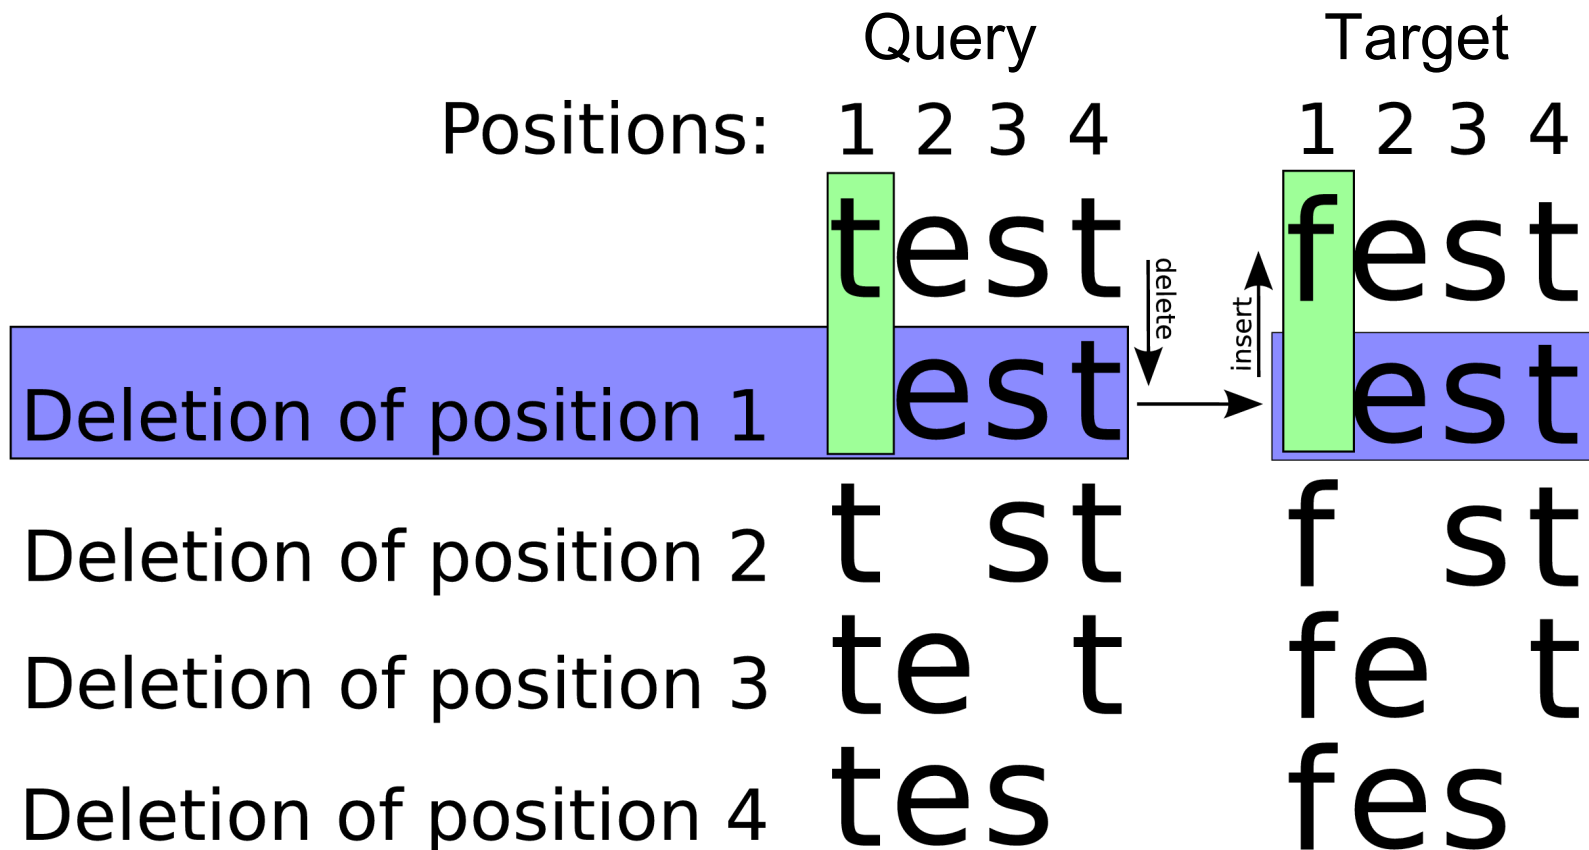 Query Target
Positions: 1 2 3 4 1 2 3 4
test fest
delete
insert
Deletion of position 1 est est
Deletion of position 2 t st f st
Deletion of position 3 te t fe t
Deletion of position 4 tes fes